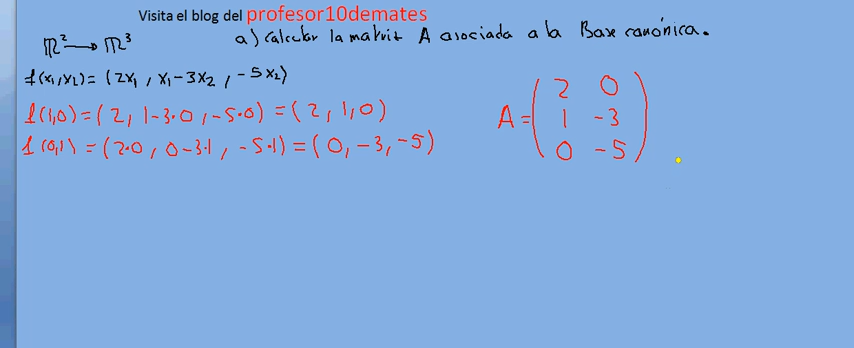 Visita el blog del profesor10demates
a) calcular la matriz A asociada a la Base canónica.
ℝ² → ℝ³
f(x₁,x₂)=(2x₁, x₁-3x₂, -5x₂)
f(1,0)=(2, 1-3·0, -5·0)=(2,1,0)
f(0,1)=(2·0, 0-3·1, -5·1)=(0,-3,-5)
A=
2 0
1 -3
0 -5